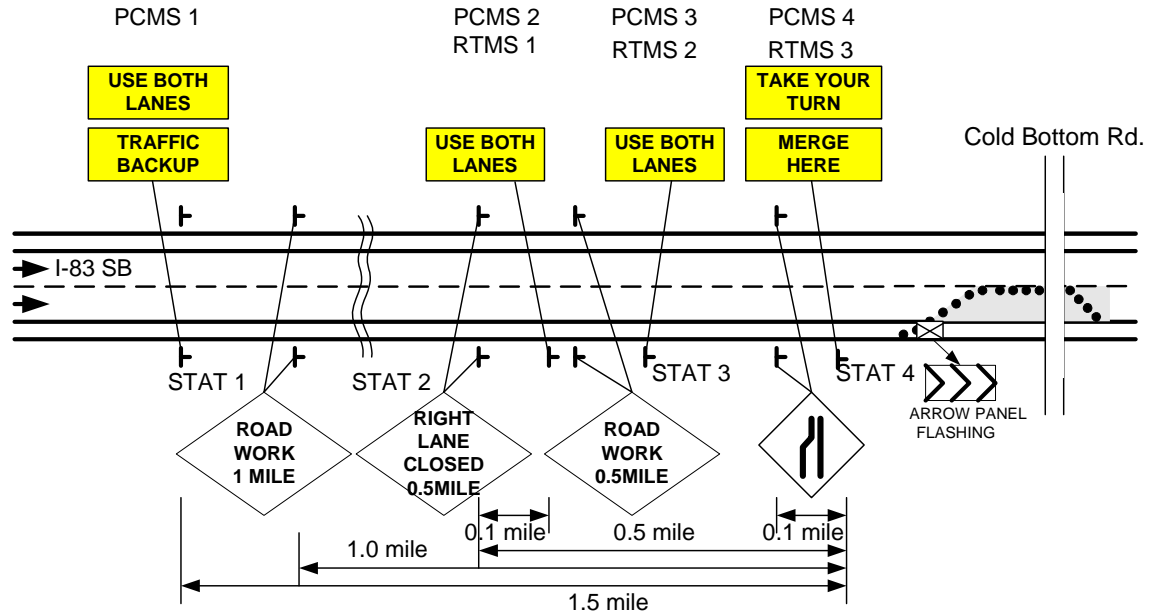 PCMS 1
PCMS 2
RTMS 1
PCMS 3
RTMS 2
PCMS 4
RTMS 3
USE BOTH
LANES
TRAFFIC
BACKUP
USE BOTH
LANES
USE BOTH
LANES
TAKE YOUR
TURN
MERGE
HERE
Cold Bottom Rd.
I-83 SB
STAT 1
STAT 2
STAT 3
STAT 4
ROAD
WORK
1 MILE
RIGHT
LANE
CLOSED
0.5MILE
ROAD
WORK
0.5MILE
ARROW PANEL
FLASHING
0.1 mile
0.5 mile
0.1 mile
1.0 mile
1.5 mile